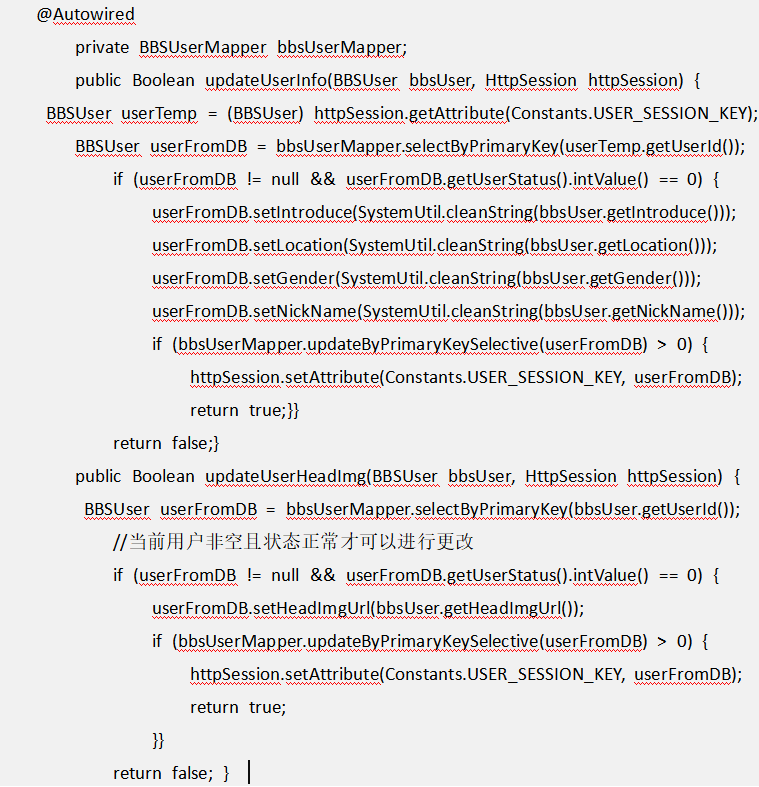 @Autowired
private BBSUserMapper bbsUserMapper;
public Boolean updateUserInfo(BBSUser bbsUser, HttpSession httpSession) {
BBSUser userTemp = (BBSUser) httpSession.getAttribute(Constants.USER_SESSION_KEY);
BBSUser userFromDB = bbsUserMapper.selectByPrimaryKey(userTemp.getUserId());
if (userFromDB != null && userFromDB.getUserStatus().intValue() == 0) {
userFromDB.setIntroduce(SystemUtil.cleanString(bbsUser.getIntroduce()));
userFromDB.setLocation(SystemUtil.cleanString(bbsUser.getLocation()));
userFromDB.setGender(SystemUtil.cleanString(bbsUser.getGender()));
userFromDB.setNickName(SystemUtil.cleanString(bbsUser.getNickName()));
if (bbsUserMapper.updateByPrimaryKeySelective(userFromDB) > 0) {
httpSession.setAttribute(Constants.USER_SESSION_KEY, userFromDB);
return true;}}
return false;}
public Boolean updateUserHeadImg(BBSUser bbsUser, HttpSession httpSession) {
BBSUser userFromDB = bbsUserMapper.selectByPrimaryKey(bbsUser.getUserId());
//当前用户非空且状态正常才可以进行更改
if (userFromDB != null && userFromDB.getUserStatus().intValue() == 0) {
userFromDB.setHeadImgUrl(bbsUser.getHeadImgUrl());
if (bbsUserMapper.updateByPrimaryKeySelective(userFromDB) > 0) {
httpSession.setAttribute(Constants.USER_SESSION_KEY, userFromDB);
return true;
}}
return false; }